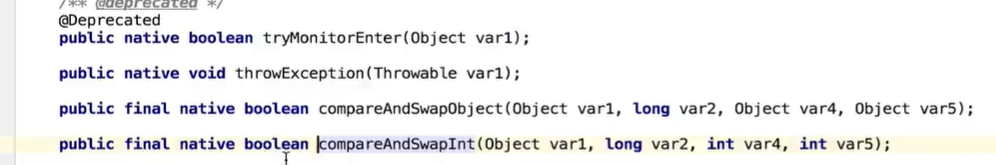 /** @deprecated */
@Deprecated
public native boolean tryMonitorEnter(Object var1);
public native void throwException(Throwable var1);
public final native boolean compareAndSwapObject(Object var1, long var2, Object var4, Object var5);
public final native boolean compareAndSwapInt(Object var1, long var2, int var4, int var5);